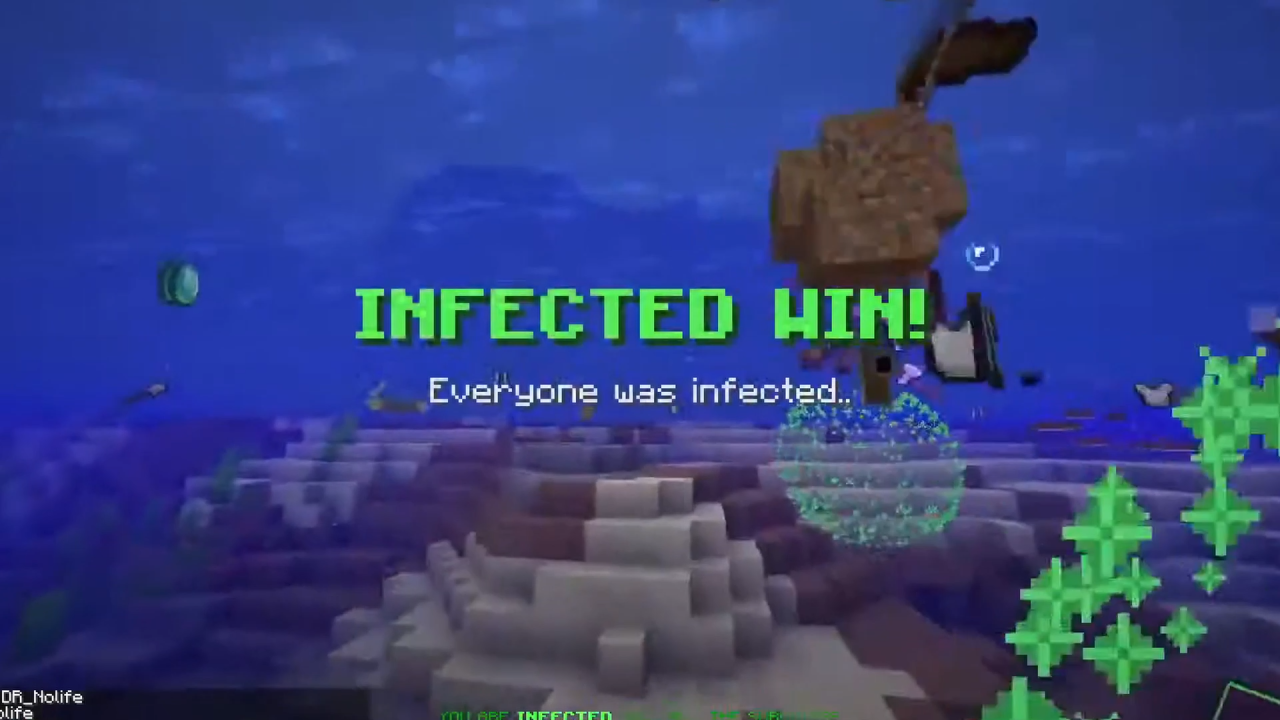 INFECTED WIN!
Everyone was infected..
DR_Nolife
olife
YOU ARE INFECTED